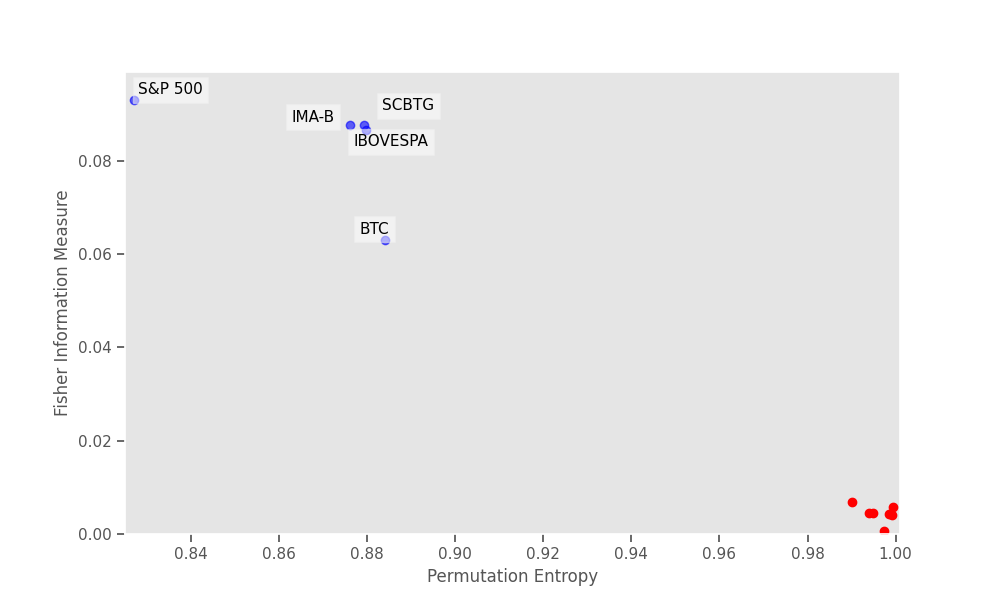 S&P 500
SCBTG
IMA-B
IBOVESPA
BTC
Fisher Information Measure
0.08
0.06
0.04
0.02
0.00
0.84 0.86 0.88 0.90 0.92 0.94 0.96 0.98 1.00
Permutation Entropy